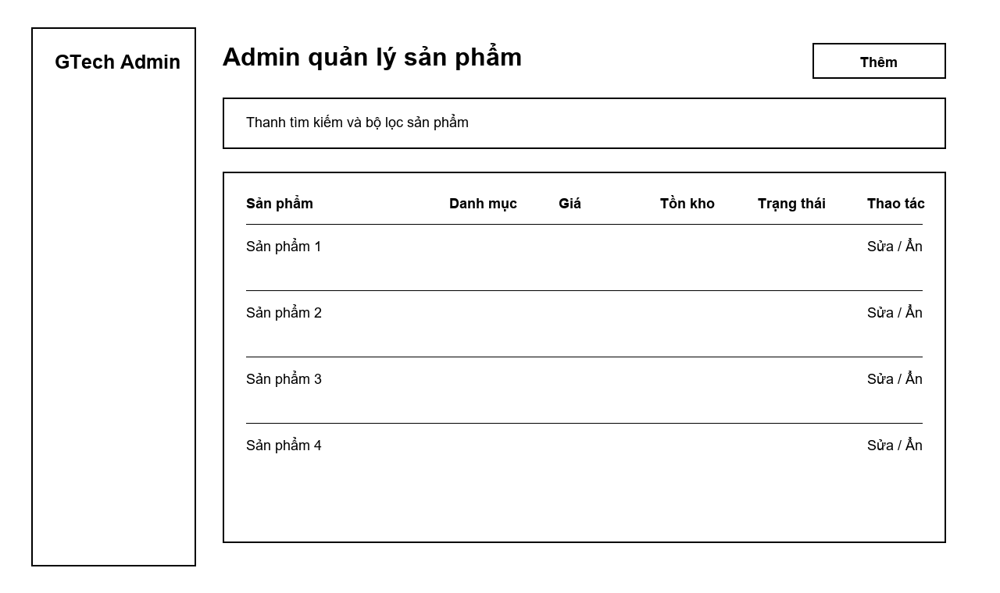 GTech Admin
Admin quản lý sản phẩm
Thêm
Thanh tìm kiếm và bộ lọc sản phẩm
Sản phẩm Danh mục Giá Tồn kho Trạng thái Thao tác
Sản phẩm 1 Sửa / Ẩn
Sản phẩm 2 Sửa / Ẩn
Sản phẩm 3 Sửa / Ẩn
Sản phẩm 4 Sửa / Ẩn